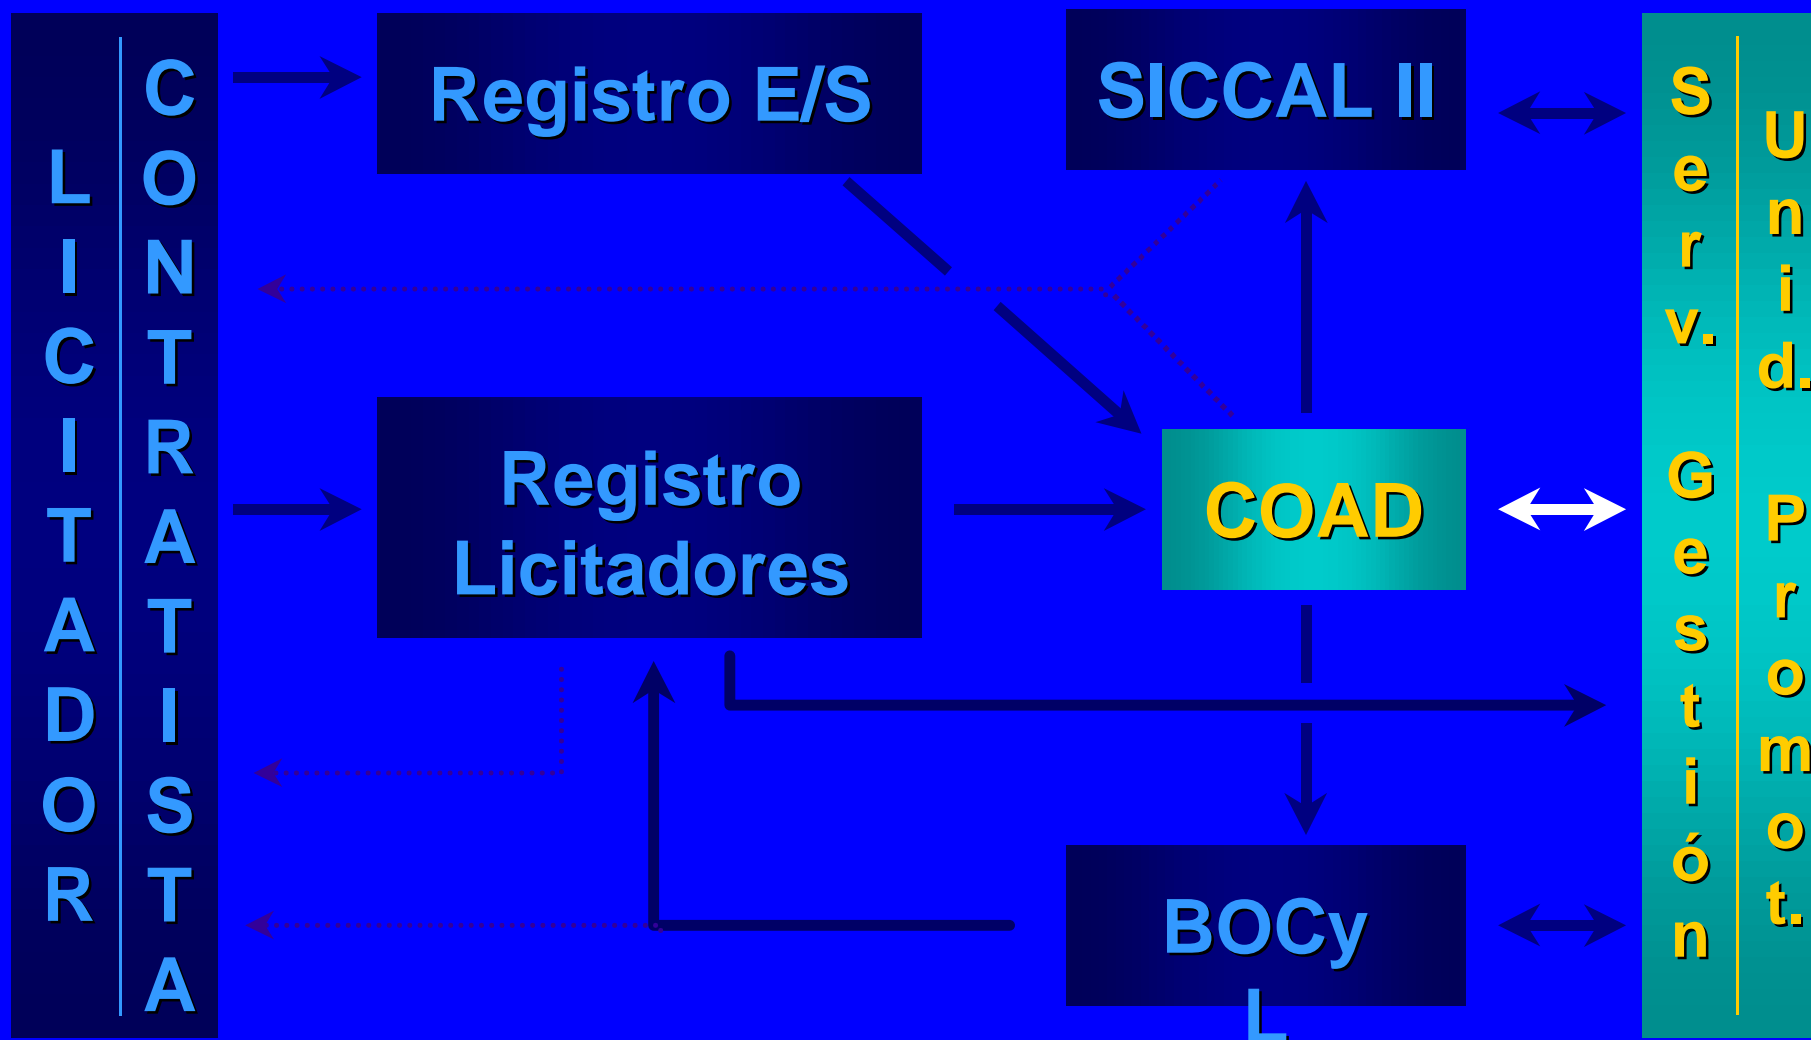 LICITADOR
CONTRATISTA
Registro E/S
SICCAL II
Registro
Licitadores
COAD
BOCy
L
Serv. Gestión
Unid. Promot.